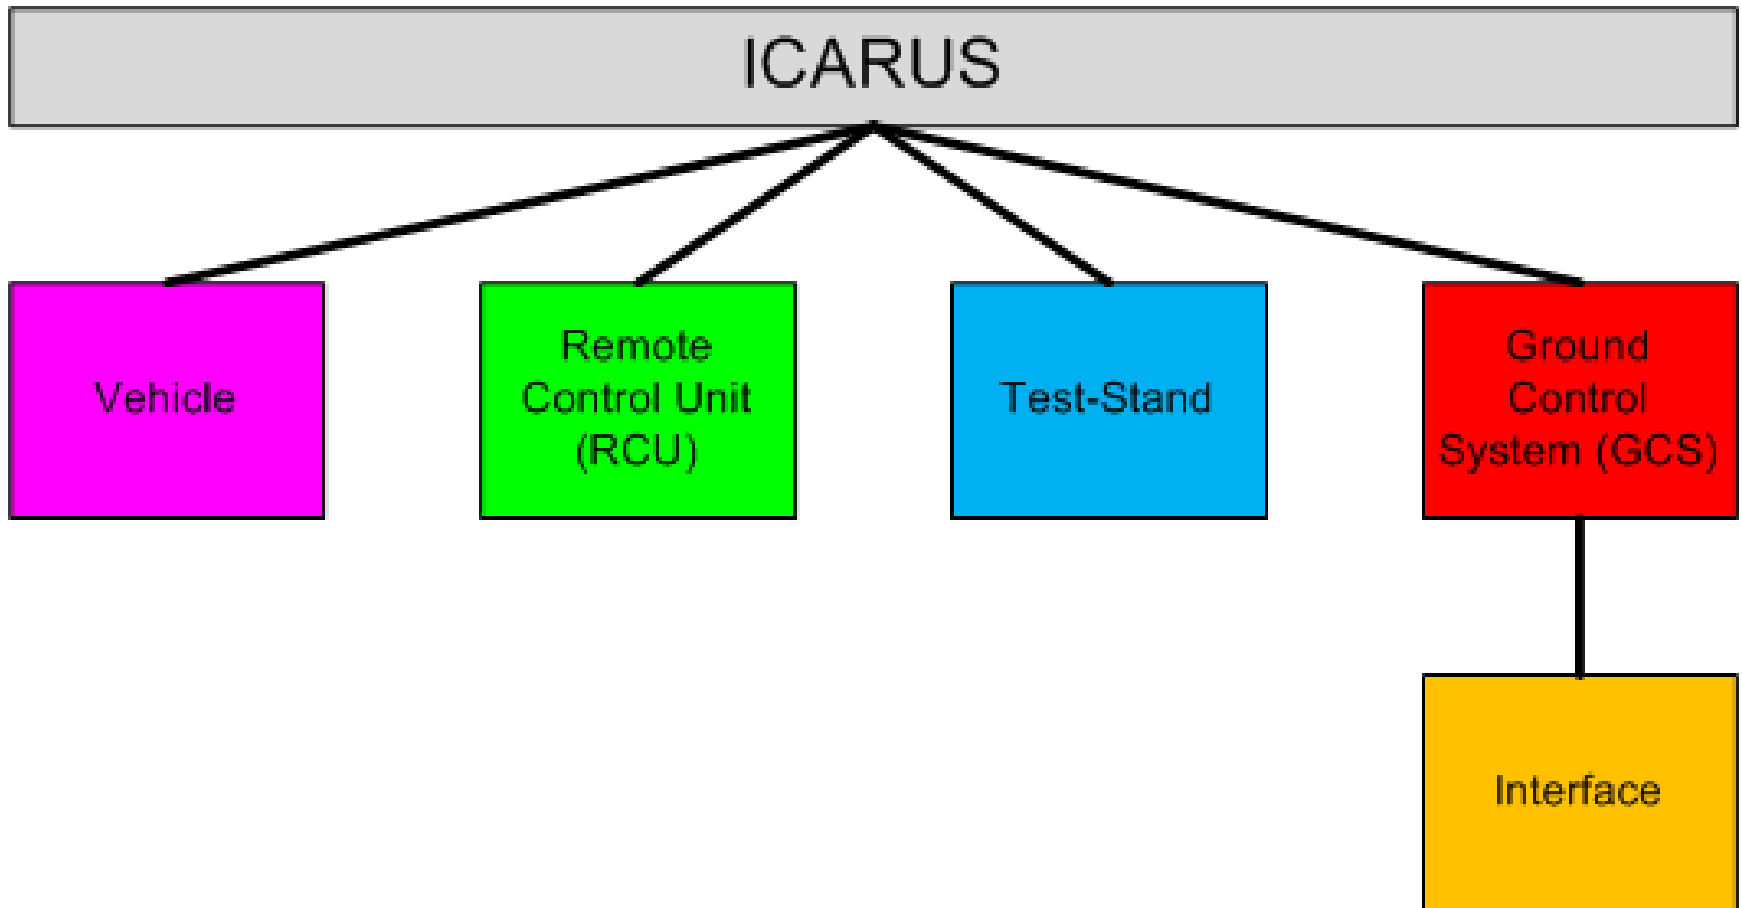 ICARUS
Vehicle
Remote
Control Unit
(RCU)
Test-Stand
Ground
Control
System (GCS)
Interface